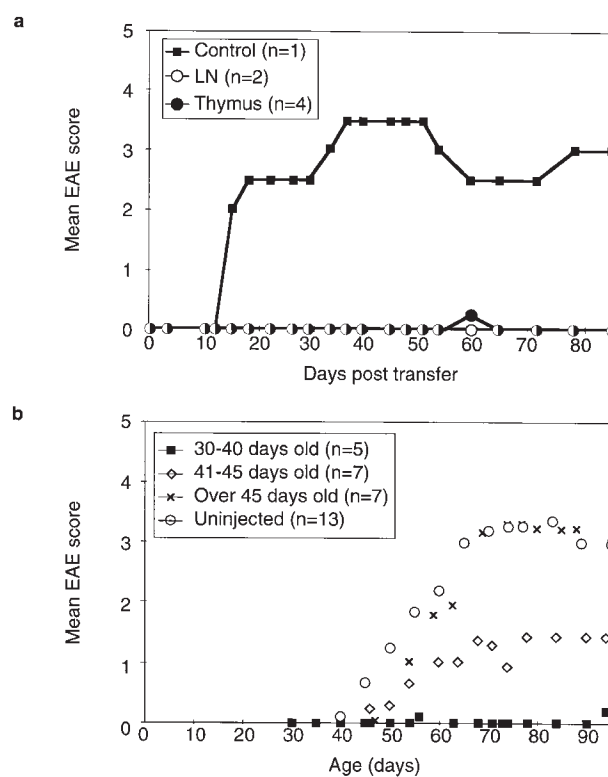 a
5
4
3
2
1
0
Mean EAE score
Control (n=1)
LN (n=2)
Thymus (n=4)
0 10 20 30 40 50 60 70 80
Days post transfer
b
5
4
3
2
1
0
Mean EAE score
30-40 days old (n=5)
41-45 days old (n=7)
Over 45 days old (n=7)
Uninjected (n=13)
0 10 20 30 40 50 60 70 80 90
Age (days)